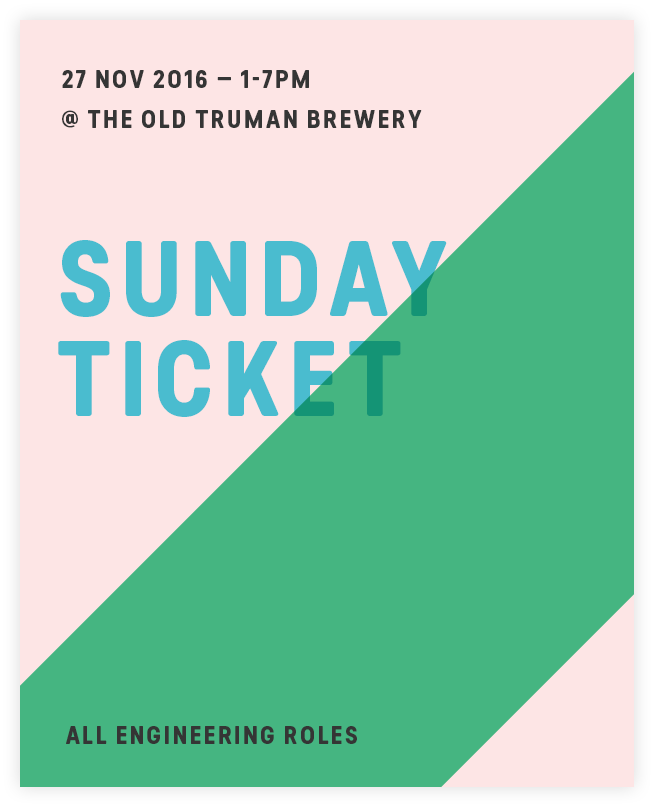 27 NOV 2016 – 1-7PM
@ THE OLD TRUMAN BREWERY
SUNDAY
TICKET
ALL ENGINEERING ROLES